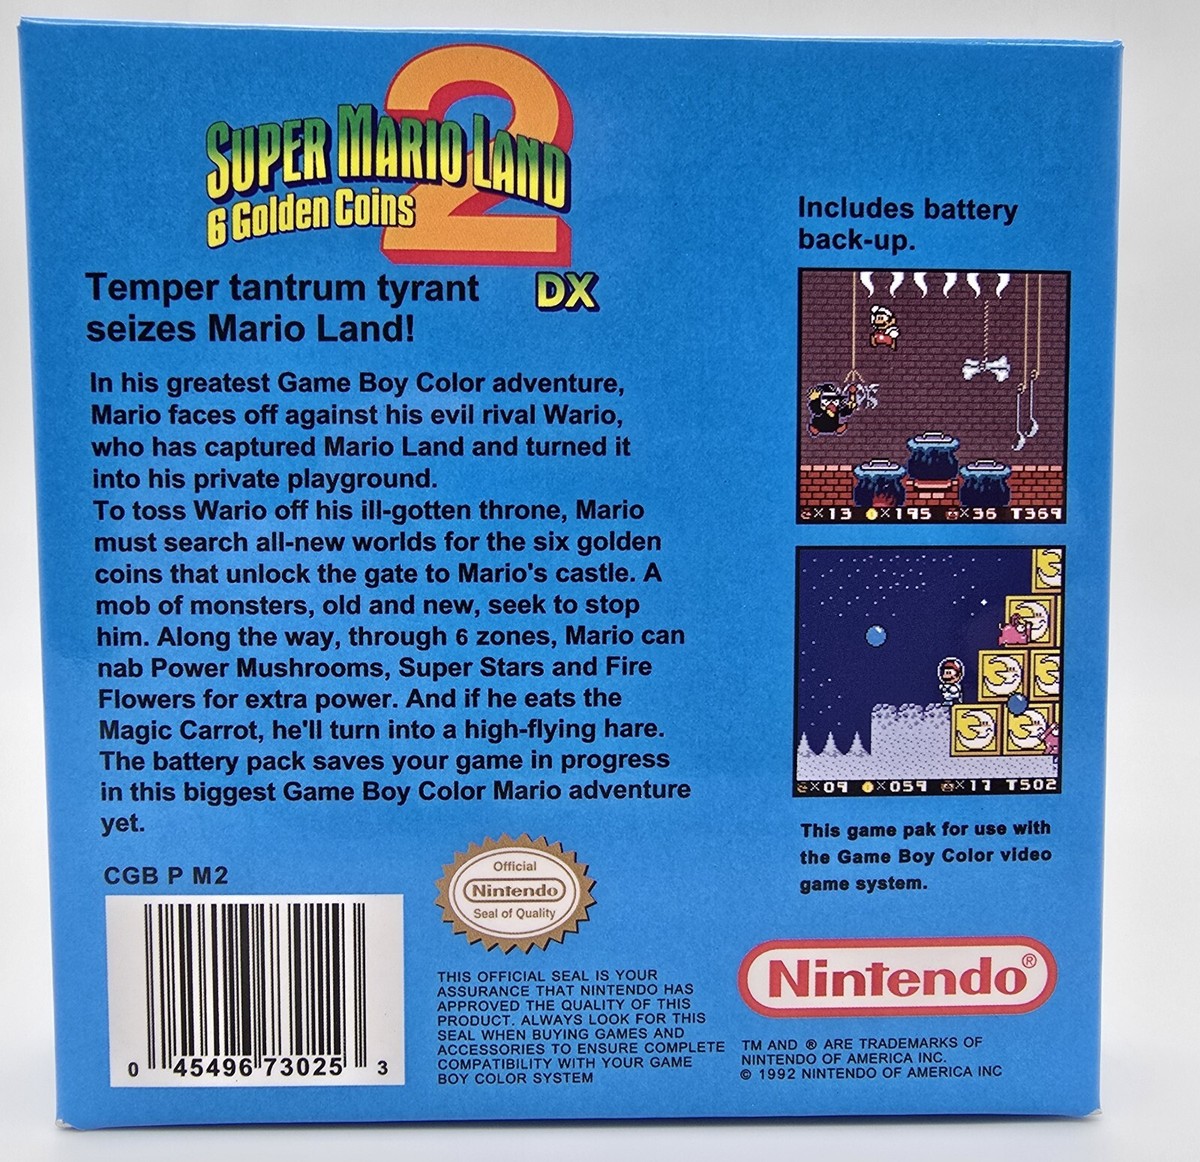 2
SUPER MARIO LAND
6 Golden Coins
DX
Temper tantrum tyrant
seizes Mario Land!
In his greatest Game Boy Color adventure,
Mario faces off against his evil rival Wario,
who has captured Mario Land and turned it
into his private playground.
To toss Wario off his ill-gotten throne, Mario
must search all-new worlds for the six golden
coins that unlock the gate to Mario's castle. A
mob of monsters, old and new, seek to stop
him. Along the way, through 6 zones, Mario can
nab Power Mushrooms, Super Stars and Fire
Flowers for extra power. And if he eats the
Magic Carrot, he'll turn into a high-flying hare.
The battery pack saves your game in progress
in this biggest Game Boy Color Mario adventure
yet.
CGB P M2
0 45496 73025 3
Official
Nintendo
Seal of Quality
THIS OFFICIAL SEAL IS YOUR
ASSURANCE THAT NINTENDO HAS
APPROVED THE QUALITY OF THIS
PRODUCT. ALWAYS LOOK FOR THIS
SEAL WHEN BUYING GAMES AND
ACCESSORIES TO ENSURE COMPLETE
COMPATIBILITY WITH YOUR GAME
BOY COLOR SYSTEM
Includes battery
back-up.
×13 ×195 ×36 T369
×09 ×059 ×17 T502
This game pak for use with
the Game Boy Color video
game system.
Nintendo®
TM AND ® ARE TRADEMARKS OF
NINTENDO OF AMERICA INC.
© 1992 NINTENDO OF AMERICA INC